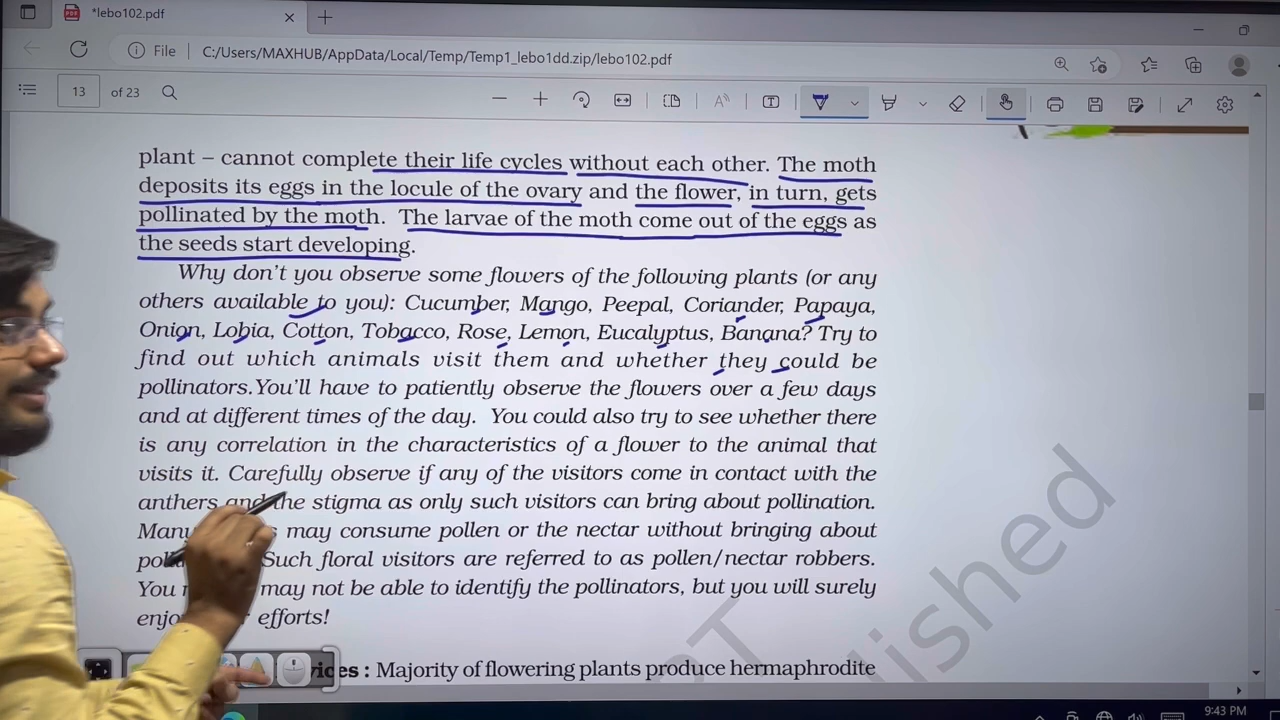 *lebo102.pdf
File C:/Users/MAXHUB/AppData/Local/Temp/Temp1_lebo1dd.zip/lebo102.pdf
13 of 23
plant – cannot complete their life cycles without each other. The moth
deposits its eggs in the locule of the ovary and the flower, in turn, gets
pollinated by the moth. The larvae of the moth come out of the eggs as
the seeds start developing.
Why don't you observe some flowers of the following plants (or any
others available to you): Cucumber, Mango, Peepal, Coriander, Papaya,
Onion, Lobia, Cotton, Tobacco, Rose, Lemon, Eucalyptus, Banana? Try to
find out which animals visit them and whether they could be
pollinators.You'll have to patiently observe the flowers over a few days
and at different times of the day. You could also try to see whether there
is any correlation in the characteristics of a flower to the animal that
visits it. Carefully observe if any of the visitors come in contact with the
anthers and the stigma as only such visitors can bring about pollination.
may consume pollen or the nectar without bringing about
Such floral visitors are referred to as pollen/nectar robbers.
You may not be able to identify the pollinators, but you will surely
efforts!
: Majority of flowering plants produce hermaphrodite
9:43 PM